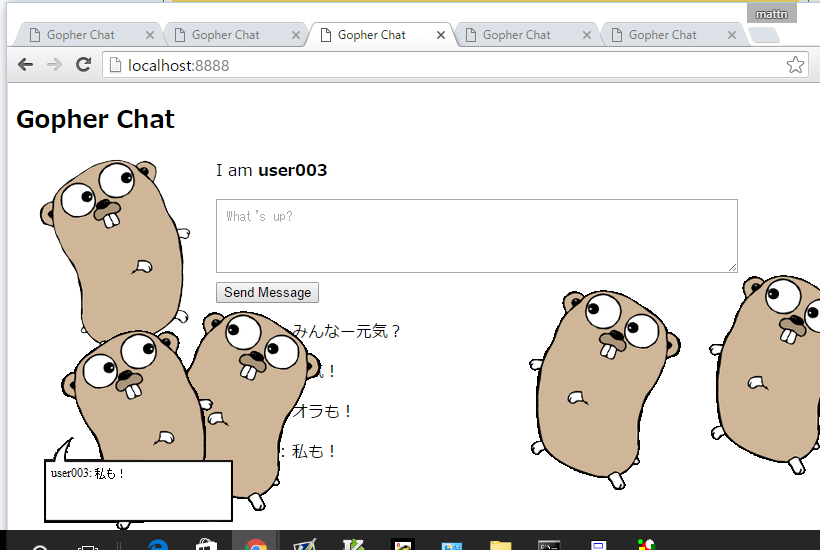 mattn
Gopher Chat
Gopher Chat
Gopher Chat
Gopher Chat
Gopher Chat
localhost:8888
Gopher Chat
I am user003
What's up?
Send Message
みんなー元気？
！
オラも！
: 私も！
user003: 私も！